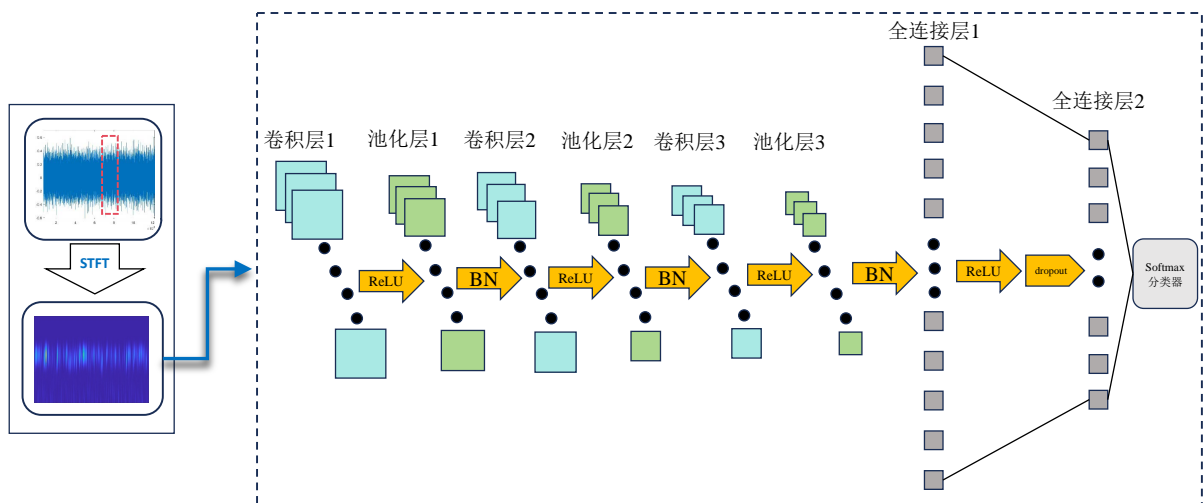 全连接层1
全连接层2
卷积层1
池化层1
卷积层2
池化层2
卷积层3
池化层3
STFT
ReLU
BN
ReLU
BN
ReLU
BN
ReLU
dropout
Softmax
分类器